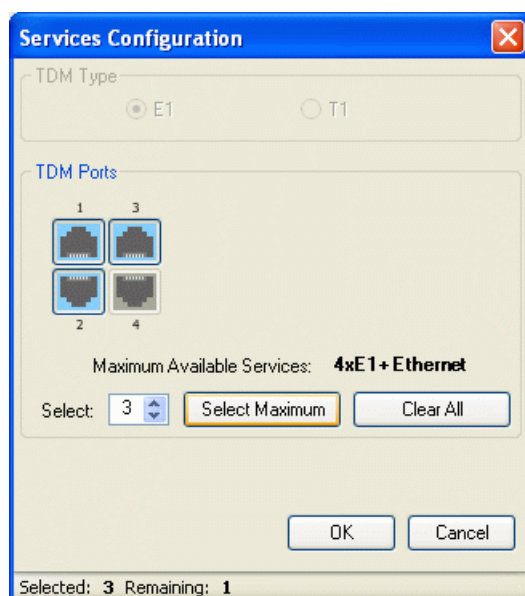 Services Configuration
TDM Type
E1 T1
TDM Ports
1 3
2 4
Maximum Available Services: 4xE1+Ethernet
Select: 3 Select Maximum Clear All
OK Cancel
Selected: 3 Remaining: 1